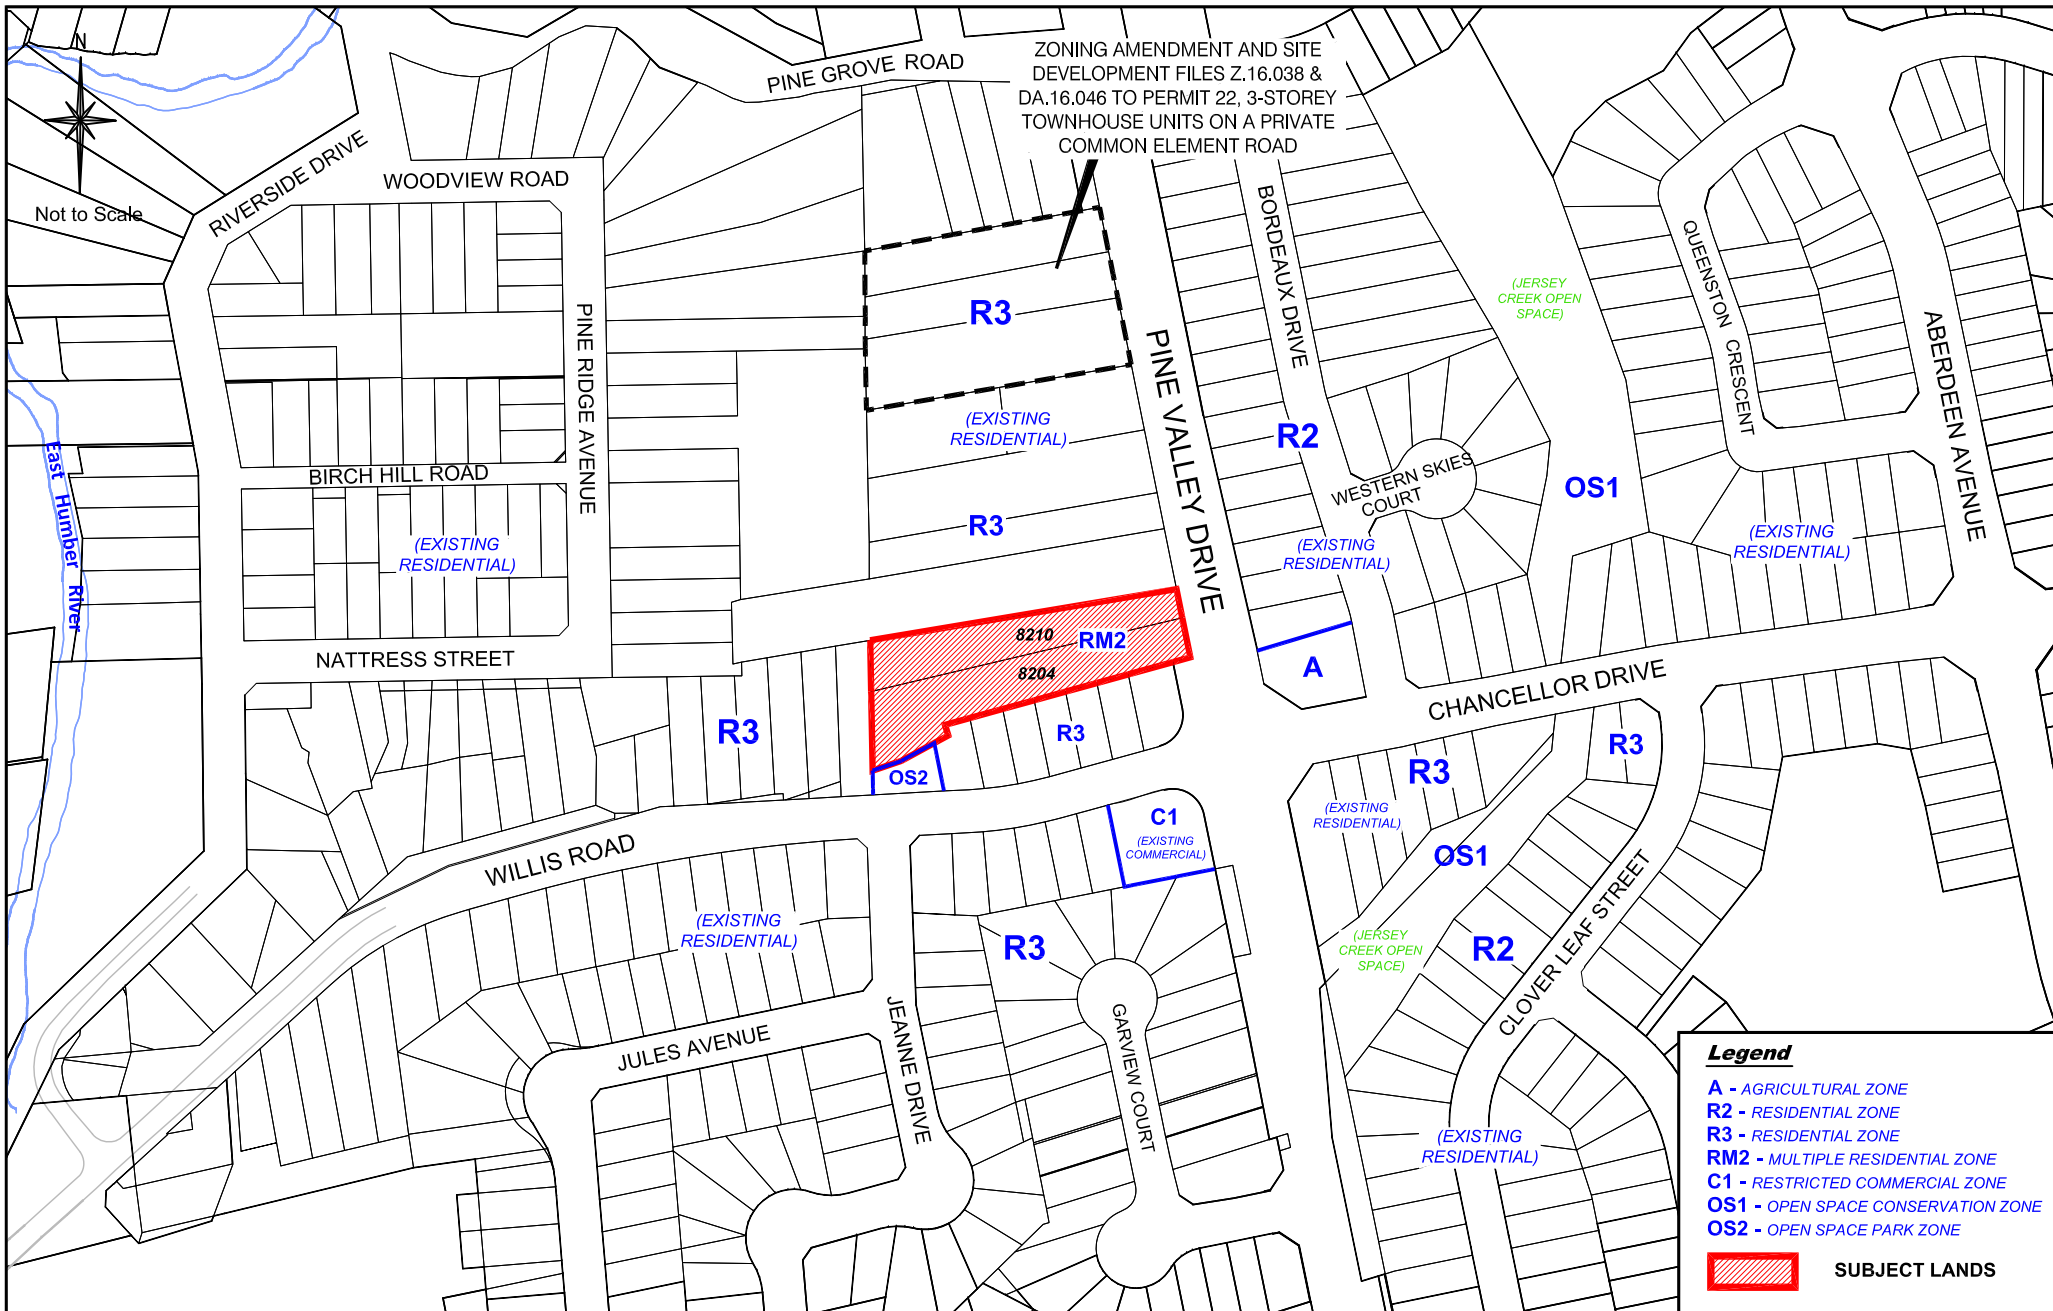 N
Not to Scale
ZONING AMENDMENT AND SITE
DEVELOPMENT FILES Z.16.038 &
DA.16.046 TO PERMIT 22, 3-STOREY
TOWNHOUSE UNITS ON A PRIVATE
COMMON ELEMENT ROAD
PINE GROVE ROAD
RIVERSIDE DRIVE
WOODVIEW ROAD
PINE RIDGE AVENUE
BIRCH HILL ROAD
NATTRESS STREET
East Humber River
(EXISTING
RESIDENTIAL)
R3
(EXISTING
RESIDENTIAL)
R3
PINE VALLEY DRIVE
BORDEAUX DRIVE
R2
WESTERN SKIES
COURT
(EXISTING
RESIDENTIAL)
(JERSEY
CREEK OPEN
SPACE)
OS1
QUEENSTON CRESCENT
ABERDEEN AVENUE
(EXISTING
RESIDENTIAL)
8210
RM2
8204
A
CHANCELLOR DRIVE
R3
R3
OS2
R3
R3
(EXISTING
RESIDENTIAL)
C1
(EXISTING
COMMERCIAL)
WILLIS ROAD
OS1
(EXISTING
RESIDENTIAL)
R3
(JERSEY
CREEK OPEN
SPACE)
R2
CLOVER LEAF STREET
JULES AVENUE
JEANNE DRIVE
GARVIEW COURT
(EXISTING
RESIDENTIAL)
Legend
A - AGRICULTURAL ZONE
R2 - RESIDENTIAL ZONE
R3 - RESIDENTIAL ZONE
RM2 - MULTIPLE RESIDENTIAL ZONE
C1 - RESTRICTED COMMERCIAL ZONE
OS1 - OPEN SPACE CONSERVATION ZONE
OS2 - OPEN SPACE PARK ZONE
SUBJECT LANDS